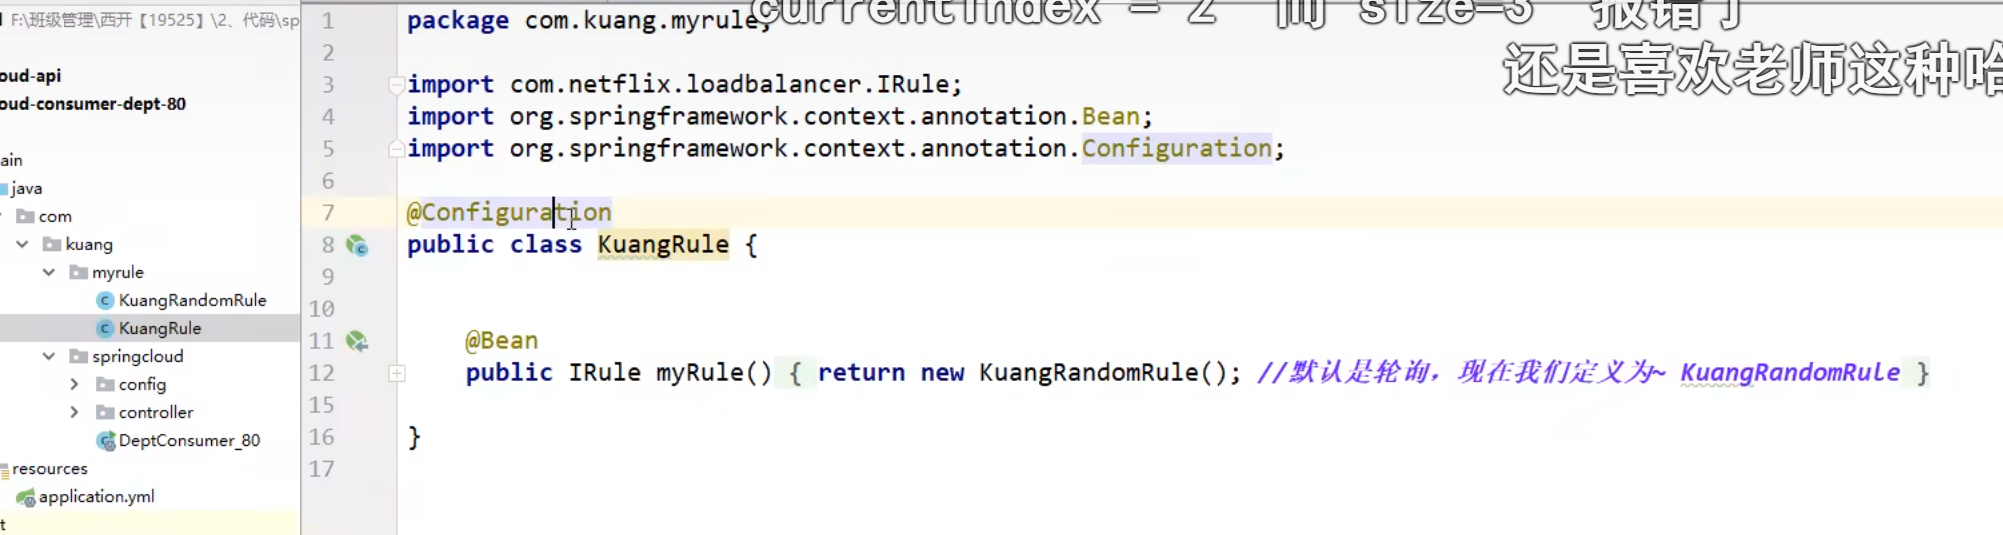 F:\班级管理\西开【19525】\2、代码\sp
oud-api
oud-consumer-dept-80
ain
java
com
kuang
myrule
KuangRandomRule
KuangRule
springcloud
config
controller
DeptConsumer_80
resources
application.yml
t
currentIndex = 2 而 size=3 报错了
还是喜欢老师这种哈
1 package com.kuang.myrule;
2
3 import com.netflix.loadbalancer.IRule;
4 import org.springframework.context.annotation.Bean;
5 import org.springframework.context.annotation.Configuration;
6
7 @Configuration
8 public class KuangRule {
9
10
11 @Bean
12 public IRule myRule() { return new KuangRandomRule(); //默认是轮询，现在我们定义为~ KuangRandomRule }
15
16 }
17